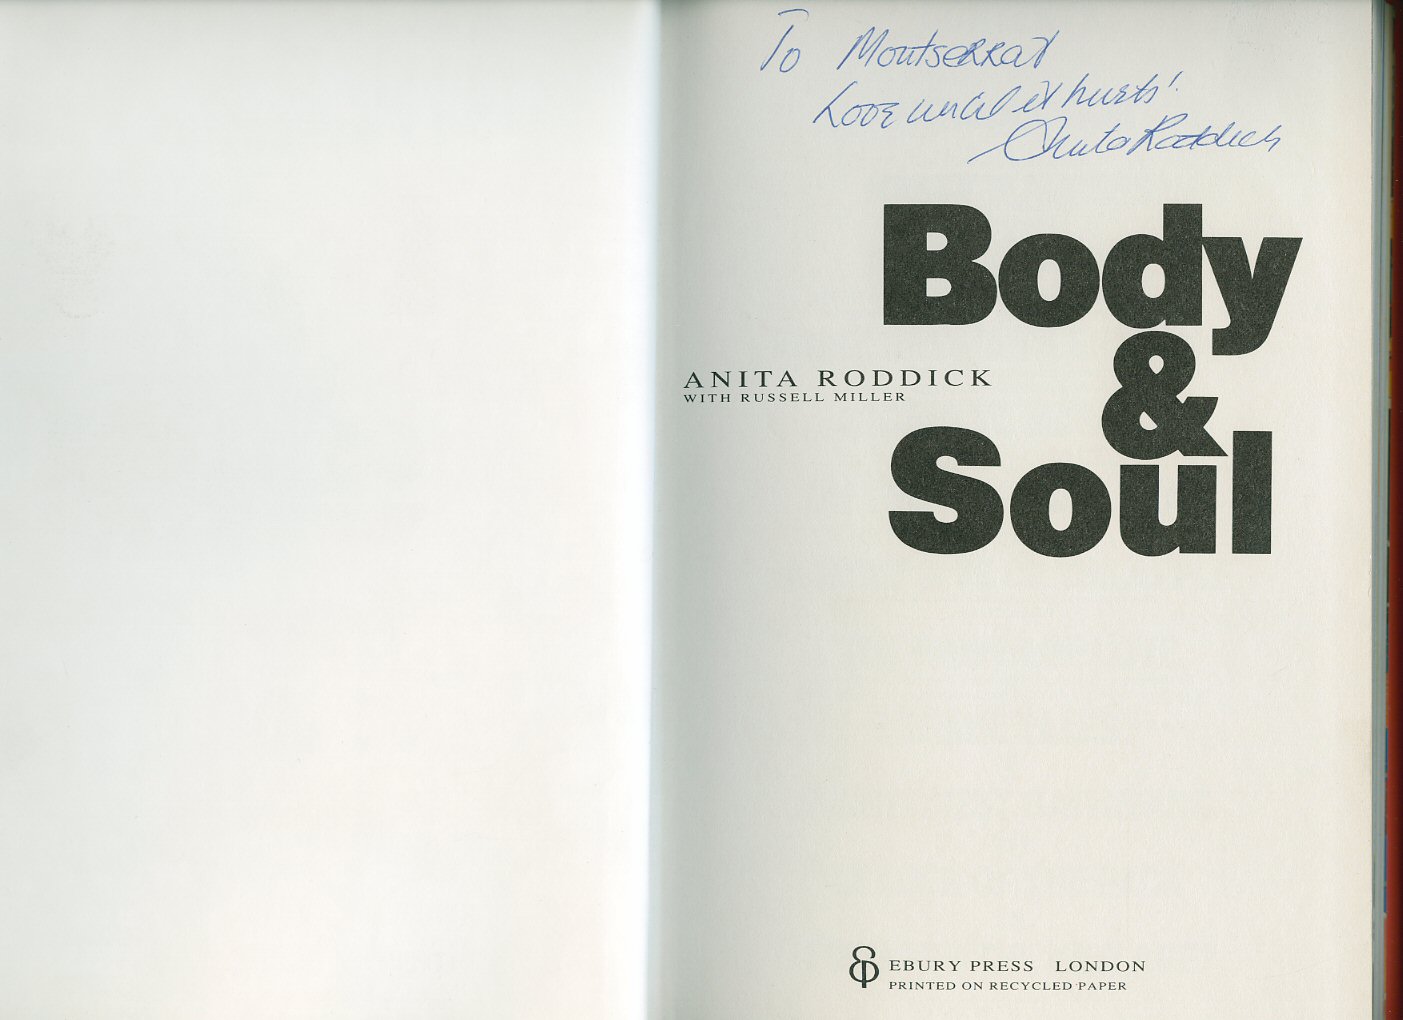 To Montserrat
Love until it hurts!
Anita Roddick
Body
&
Soul
ANITA RODDICK
WITH RUSSELL MILLER
EBURY PRESS LONDON
PRINTED ON RECYCLED PAPER